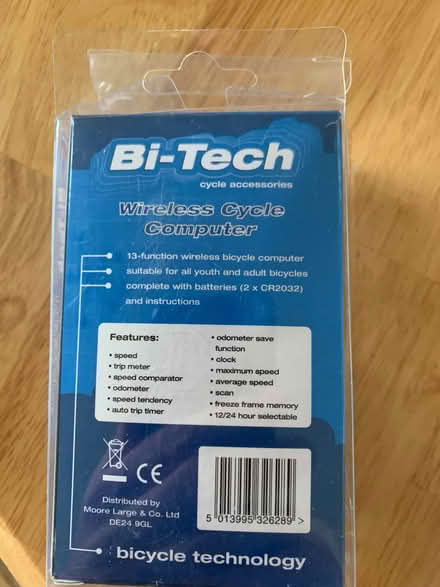 Bi-Tech
cycle accessories
Wireless Cycle
Computer
13-function wireless bicycle computer
suitable for all youth and adult bicycles
complete with batteries (2 x CR2032)
and instructions
Features:
• speed
• trip meter
• speed comparator
• odometer
• speed tendency
• auto trip timer
• odometer save
function
• clock
• maximum speed
• average speed
• scan
• freeze frame memory
• 12/24 hour selectable
CE
Distributed by
Moore Large & Co. Ltd
DE24 9GL
5 013995 326289 >
bicycle technology